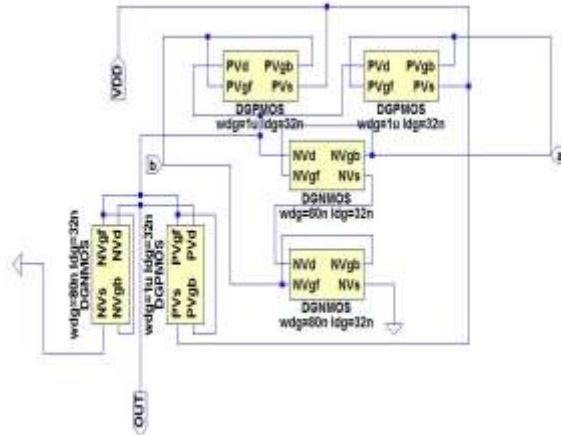 VDD
PVd PVgb
PVgf PVs
DGPMOS
wdg=1u ldg=32n
PVd PVgb
PVgf PVs
DGPMOS
wdg=1u ldg=32n
b
a
NVd NVgb
NVgf NVs
DGNMOS
wdg=80n ldg=32n
NVd NVgb
NVgf NVs
DGNMOS
wdg=80n ldg=32n
wdg=80n ldg=32n
DGNMOS
NVs NVgf
NVgb NVd
wdg=1u ldg=32n
DGPMOS
PVs PVgf
PVgb PVd
OUT